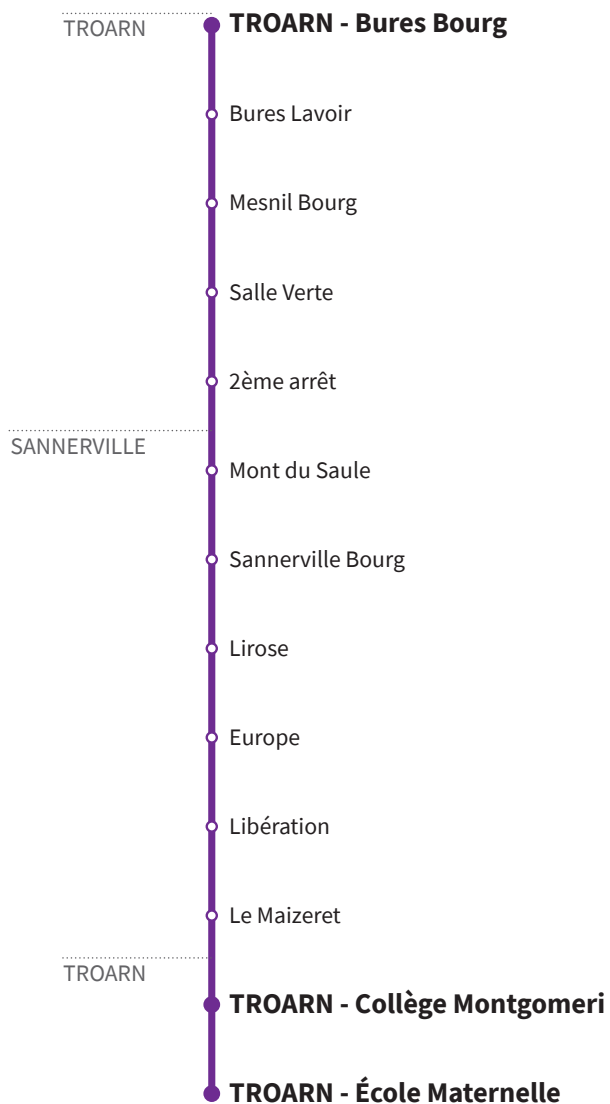 TROARN
TROARN - Bures Bourg
Bures Lavoir
Mesnil Bourg
Salle Verte
2ème arrêt
SANNERVILLE
Mont du Saule
Sannerville Bourg
Lirose
Europe
Libération
Le Maizeret
TROARN
TROARN - Collège Montgomeri
TROARN - École Maternelle